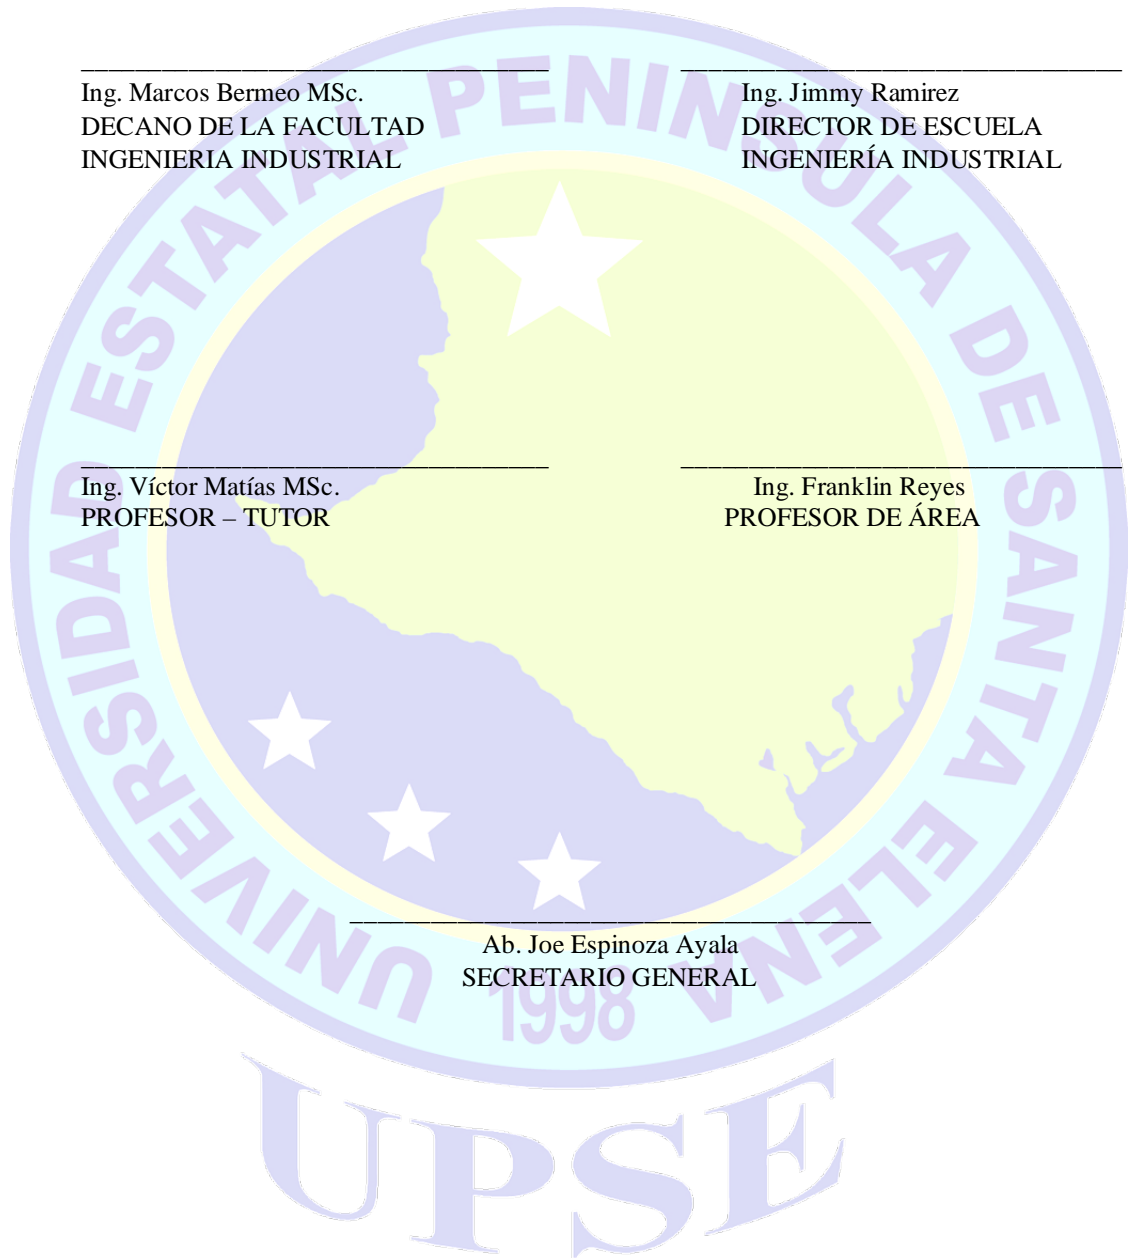 Ing. Marcos Bermeo MSc.
DECANO DE LA FACULTAD
INGENIERIA INDUSTRIAL
Ing. Jimmy Ramirez
DIRECTOR DE ESCUELA
INGENIERÍA INDUSTRIAL
Ing. Víctor Matías MSc.
PROFESOR – TUTOR
Ing. Franklin Reyes
PROFESOR DE ÁREA
Ab. Joe Espinoza Ayala
SECRETARIO GENERAL
UNIVERSIDAD ESTATAL PENINSULA DE SANTA ELENA
1998
UPSE